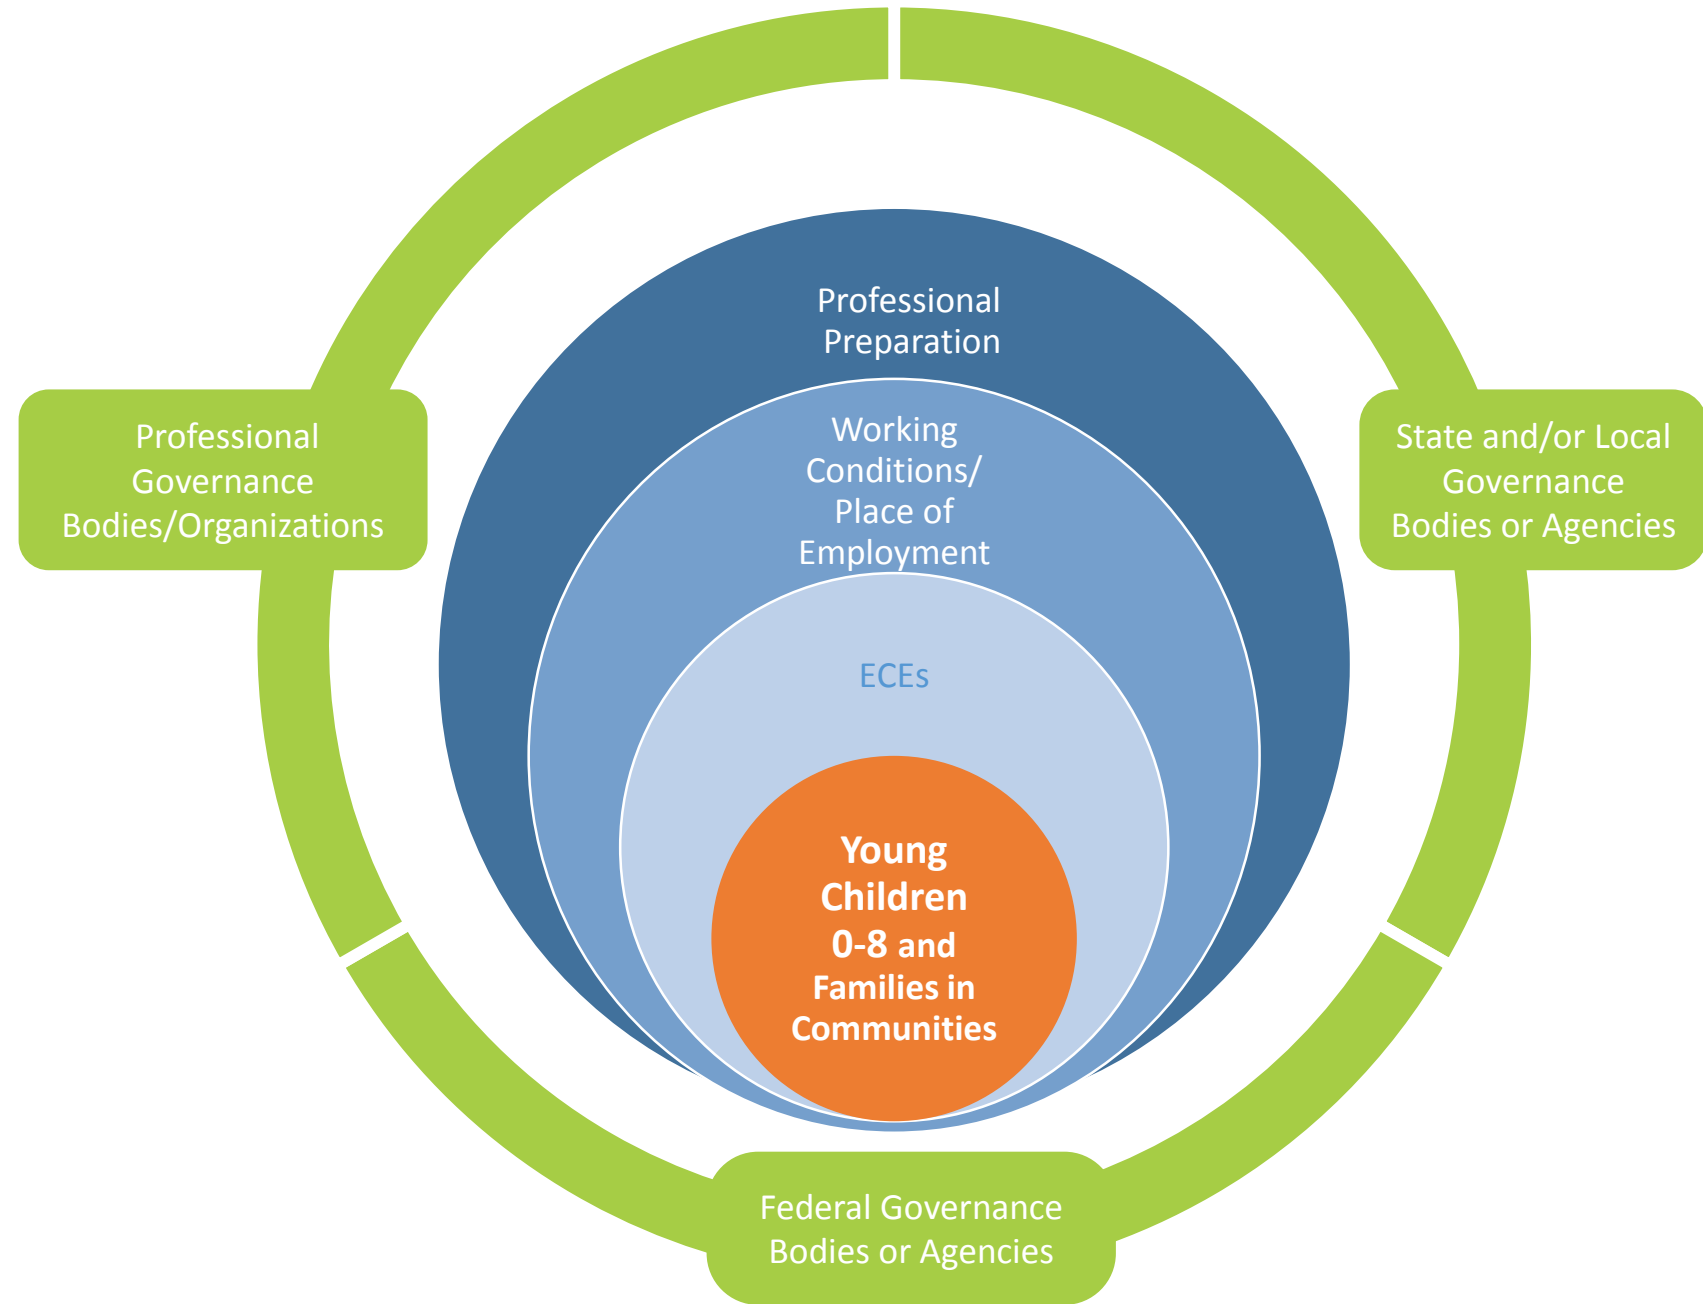 Professional
Preparation
Professional
Governance
Bodies/Organizations
Working
Conditions/
Place of
Employment
State and/or Local
Governance
Bodies or Agencies
ECEs
Young
Children
0-8 and
Families in
Communities
Federal Governance
Bodies or Agencies